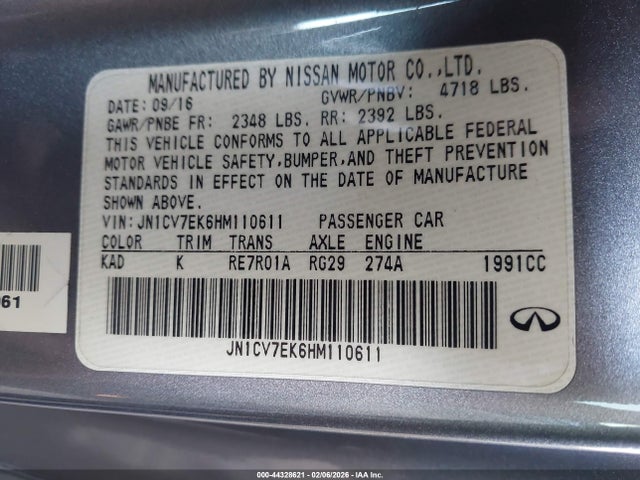 MANUFACTURED BY NISSAN MOTOR CO.,LTD.
DATE: 09/16 GVWR/PNBV: 4718 LBS.
GAWR/PNBE FR: 2348 LBS. RR: 2392 LBS.
THIS VEHICLE CONFORMS TO ALL APPLICABLE FEDERAL
MOTOR VEHICLE SAFETY,BUMPER,AND THEFT PREVENTION
STANDARDS IN EFFECT ON THE DATE OF MANUFACTURE
SHOWN ABOVE.
VIN:JN1CV7EK6HM110611 PASSENGER CAR
COLOR TRIM TRANS AXLE ENGINE
KAD K RE7R01A RG29 274A 1991CC
JN1CV7EK6HM110611
61
000-44328621 - 02/06/2026 - IAA Inc.